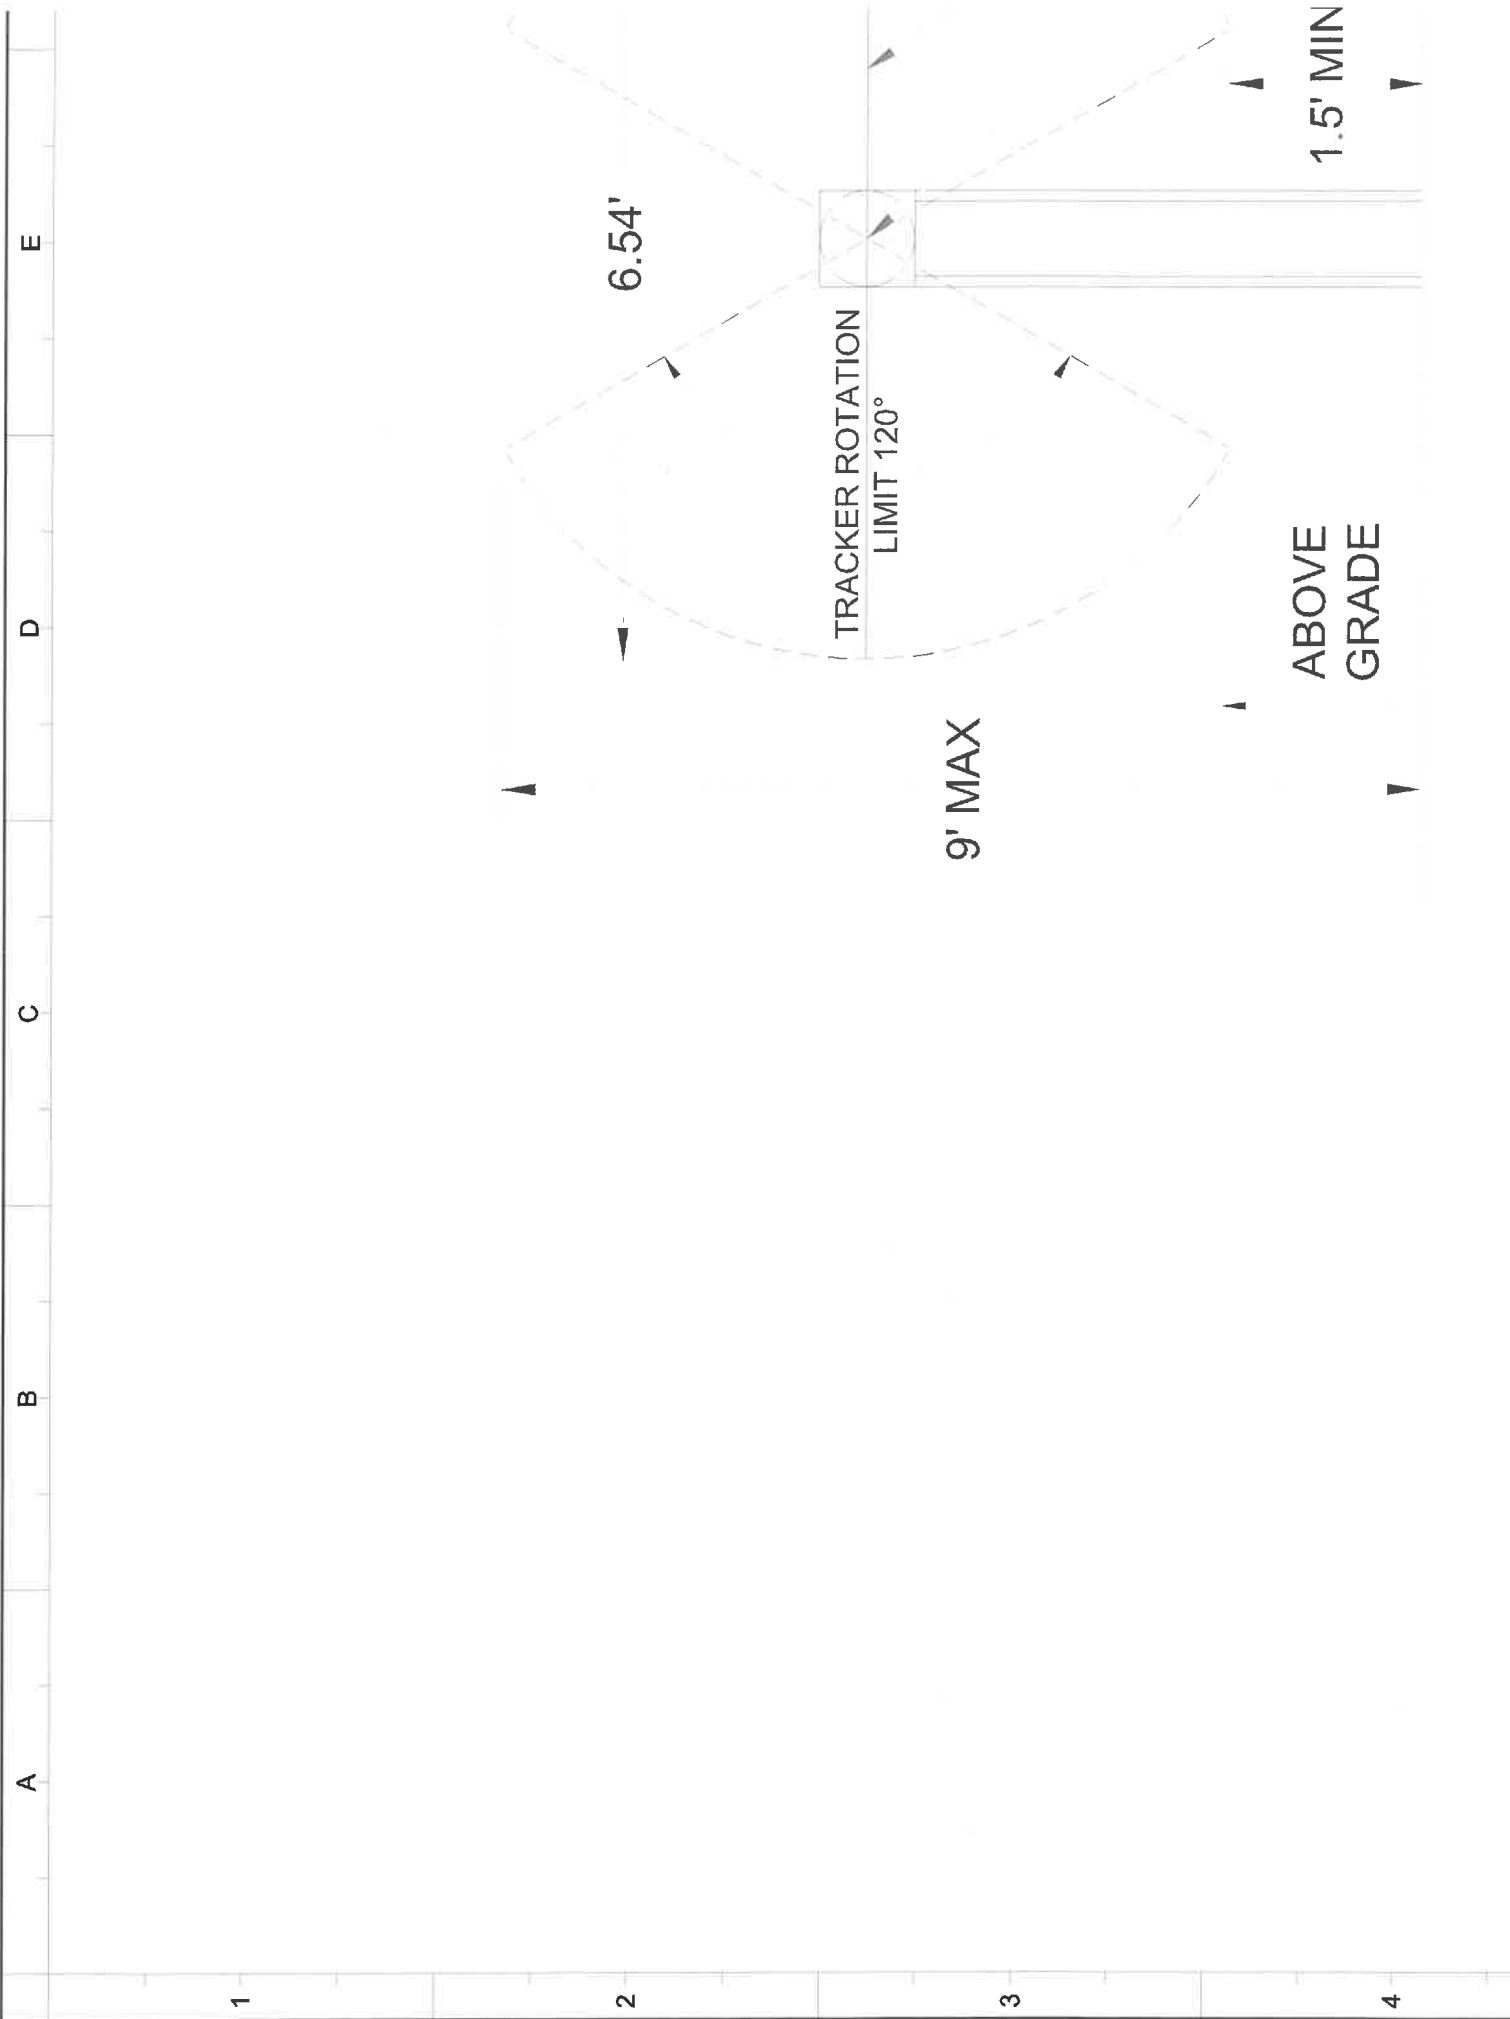 A
B
C
D
E
1
2
3
4
6.54'
TRACKER ROTATION
LIMIT 120°
9' MAX
ABOVE
GRADE
1.5' MIN